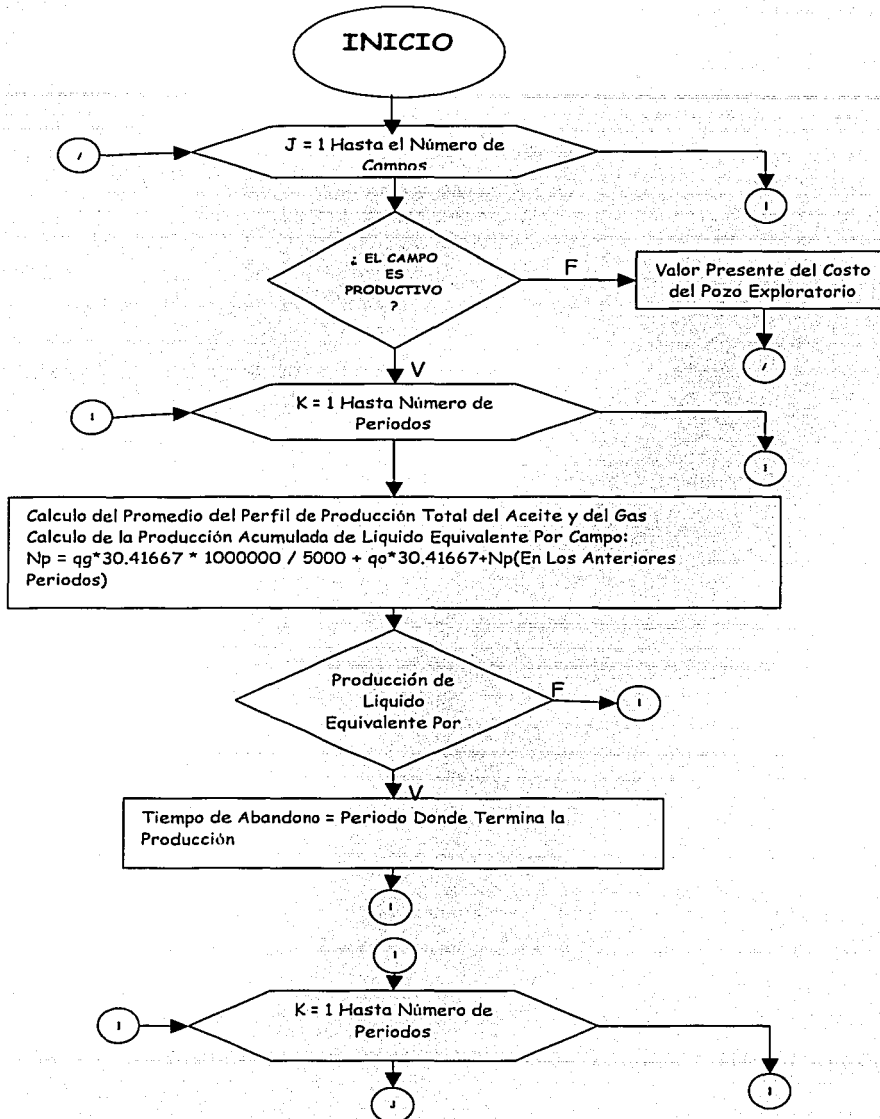 INICIO
J = 1 Hasta el Número de
Campos
¿ EL CAMPO
ES
PRODUCTIVO
?
F
Valor Presente del Costo
del Pozo Exploratorio
V
K = 1 Hasta Número de
Periodos
Calculo del Promedio del Perfil de Producción Total del Aceite y del Gas
Calculo de la Producción Acumulada de Liquido Equivalente Por Campo:
Np = qg*30.41667 * 1000000 / 5000 + qo*30.41667+Np(En Los Anteriores
Periodos)
Producción de
Liquido
Equivalente Por
F
V
Tiempo de Abandono = Periodo Donde Termina la
Producción
K = 1 Hasta Número de
Periodos